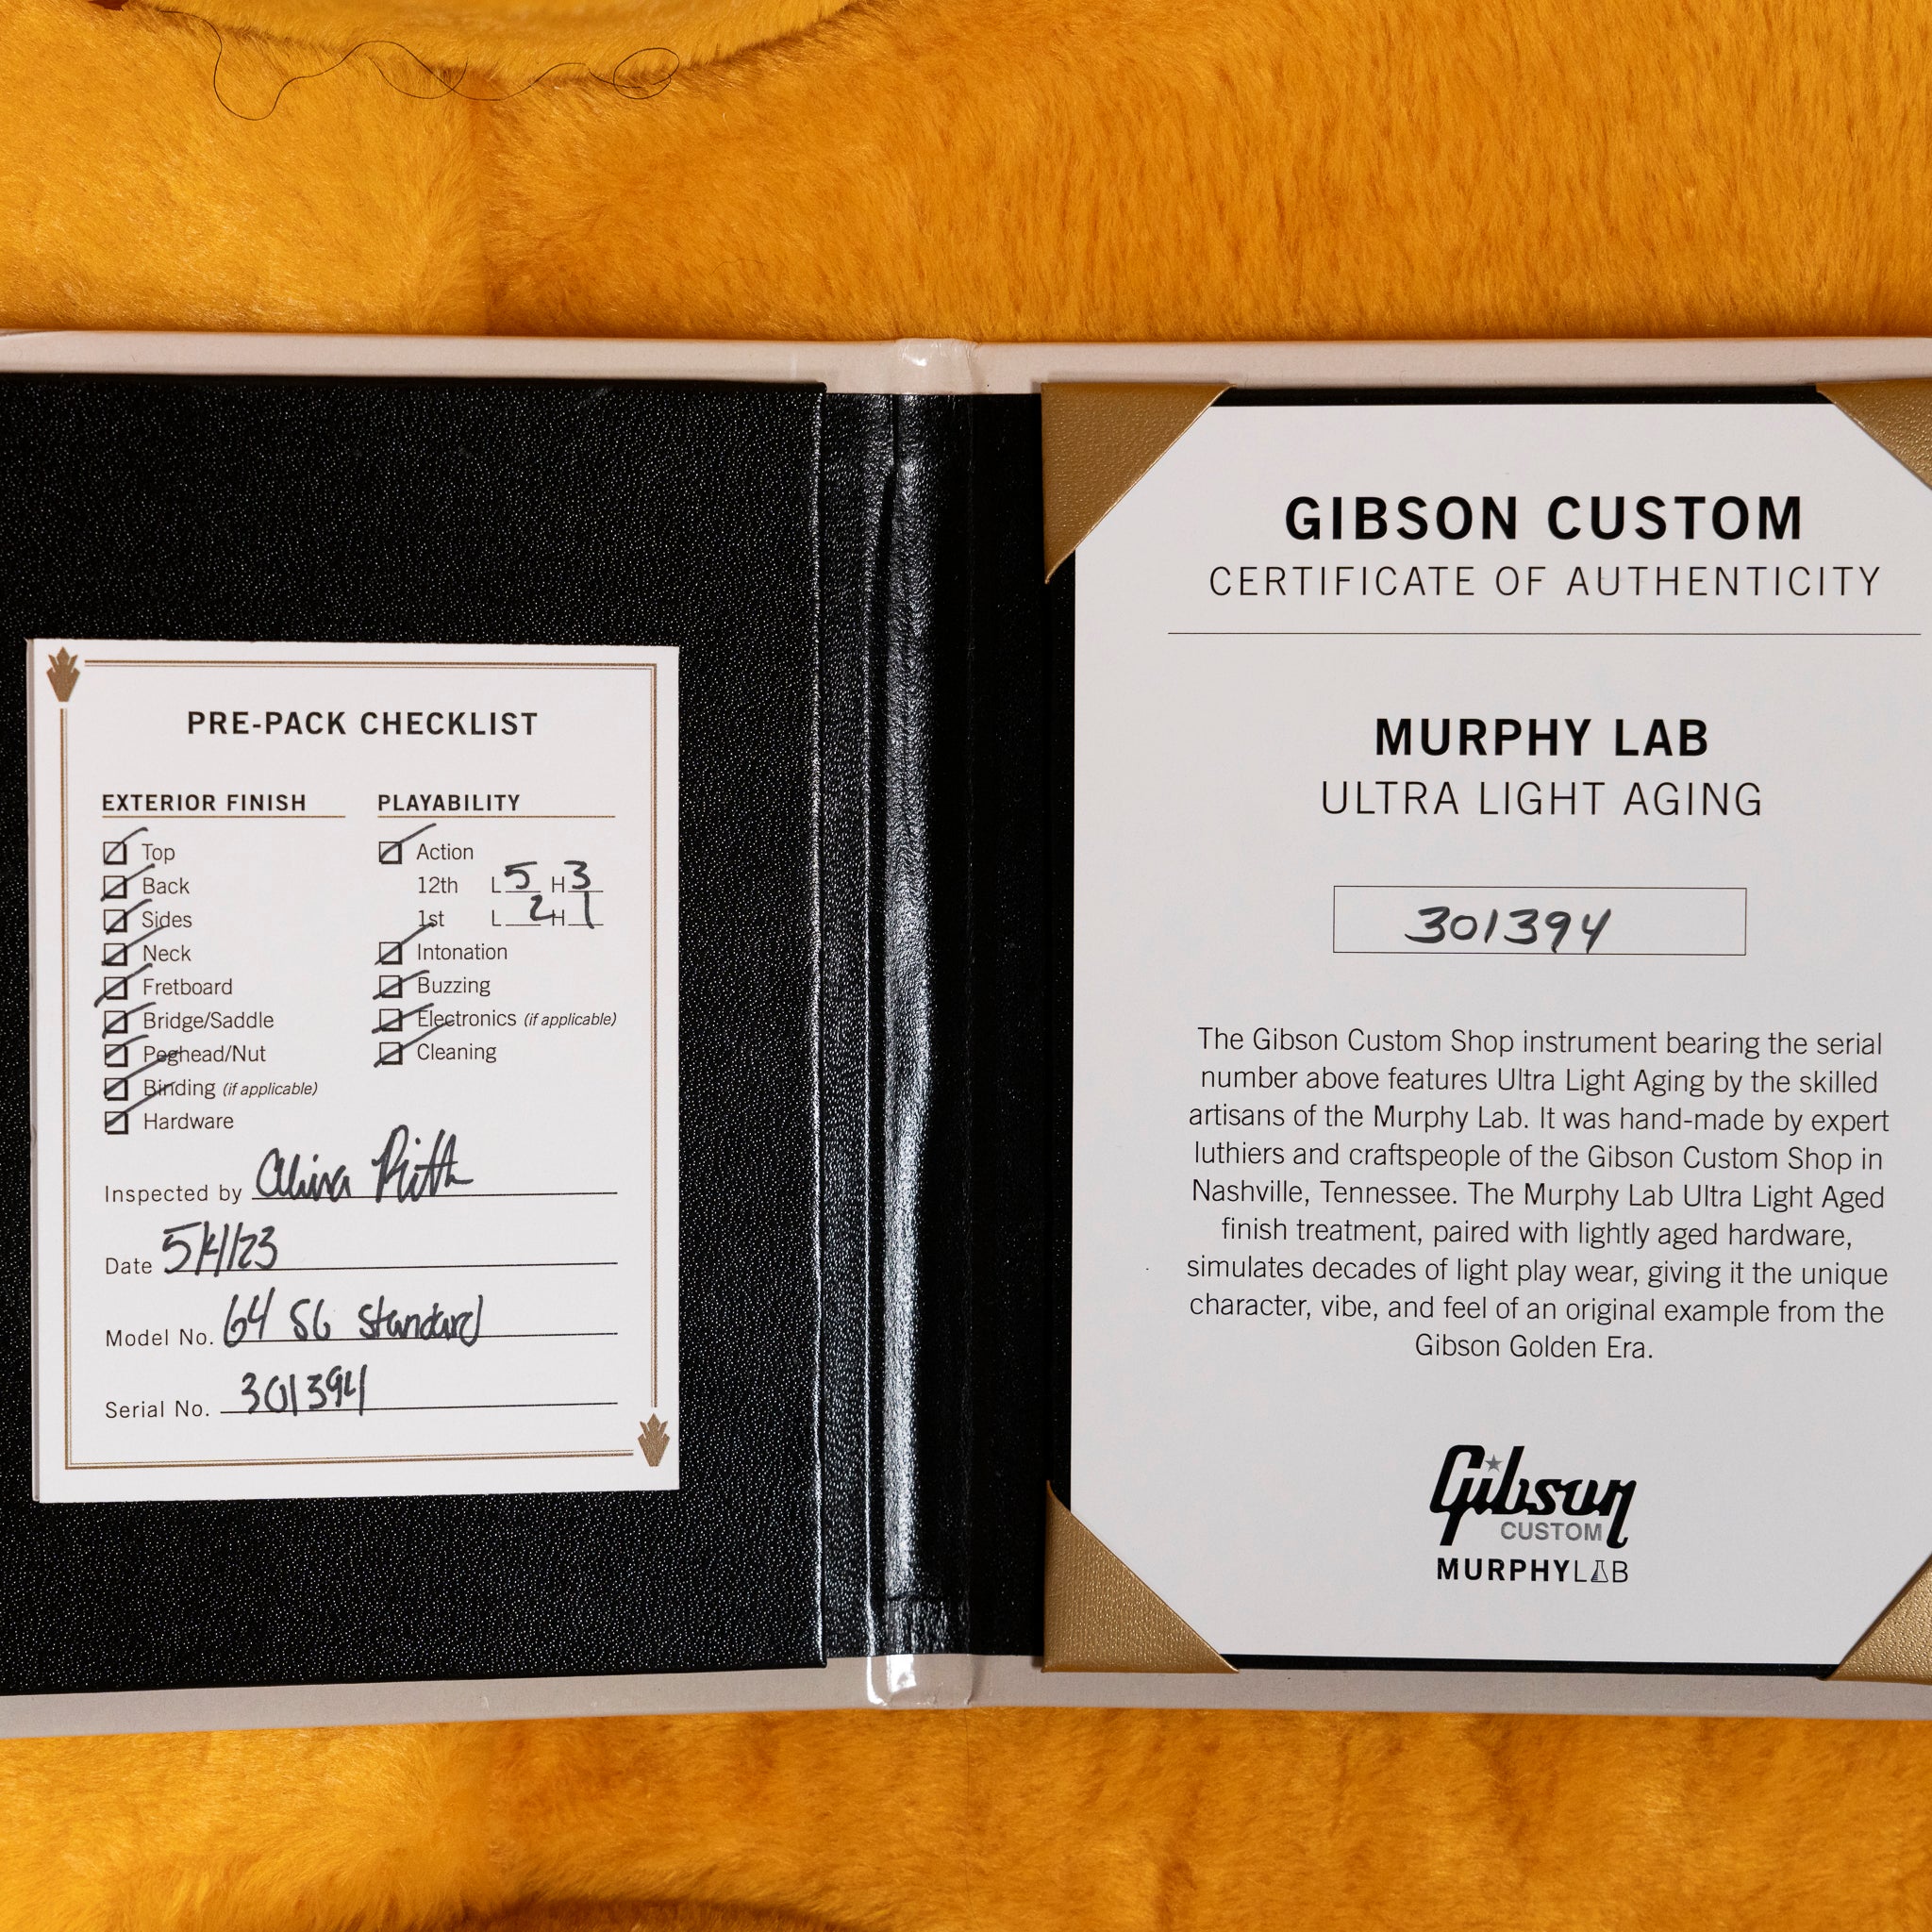 PRE-PACK CHECKLIST
EXTERIOR FINISH
Top
Back
Sides
Neck
Fretboard
Bridge/Saddle
Peghead/Nut
Binding (if applicable)
Hardware
PLAYABILITY
Action
12th L 5 H 3
1st L 2 H 1
Intonation
Buzzing
Electronics (if applicable)
Cleaning
Inspected by
Date 5/4/23
Model No. 64 SG Standard
Serial No. 301394
GIBSON CUSTOM
CERTIFICATE OF AUTHENTICITY
MURPHY LAB
ULTRA LIGHT AGING
301394
The Gibson Custom Shop instrument bearing the serial
number above features Ultra Light Aging by the skilled
artisans of the Murphy Lab. It was hand-made by expert
luthiers and craftspeople of the Gibson Custom Shop in
Nashville, Tennessee. The Murphy Lab Ultra Light Aged
finish treatment, paired with lightly aged hardware,
simulates decades of light play wear, giving it the unique
character, vibe, and feel of an original example from the
Gibson Golden Era.
Gibson
CUSTOM
MURPHYLAB